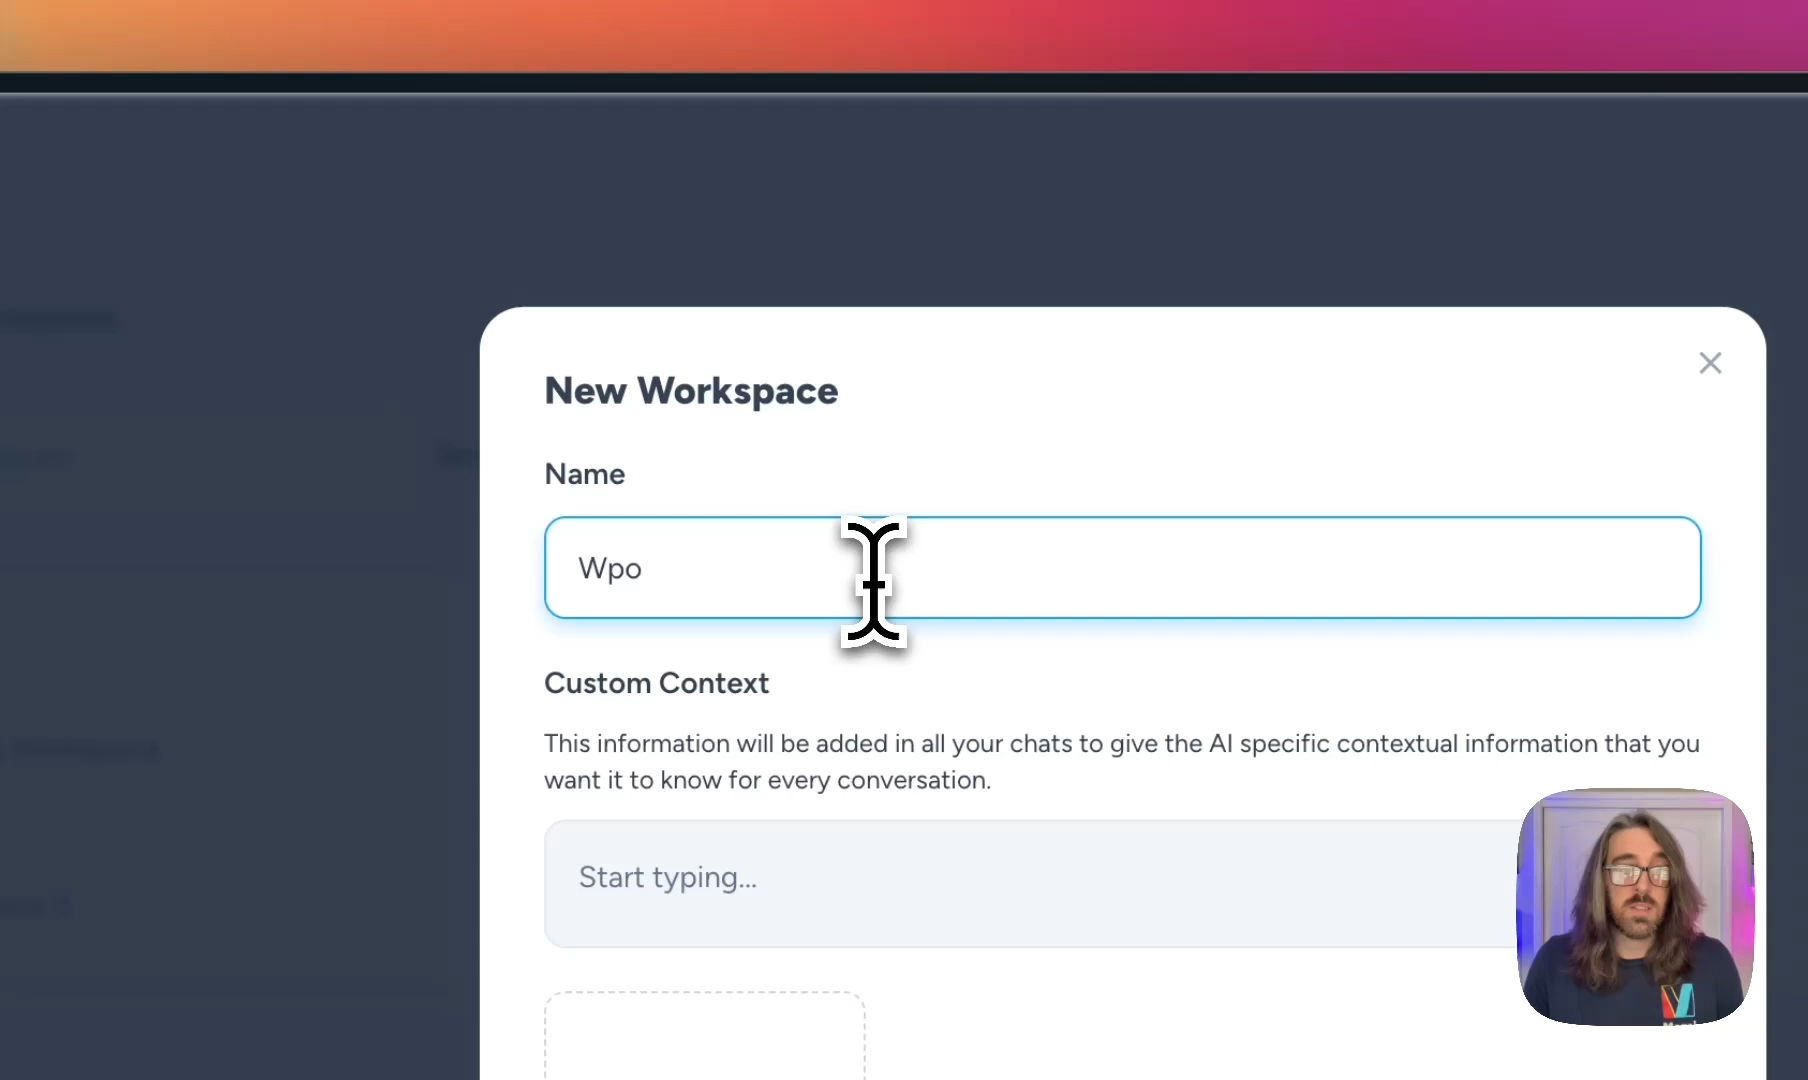 New Workspace
Name
Wpo
Custom Context
This information will be added in all your chats to give the AI specific contextual information that you
want it to know for every conversation.
Start typing...